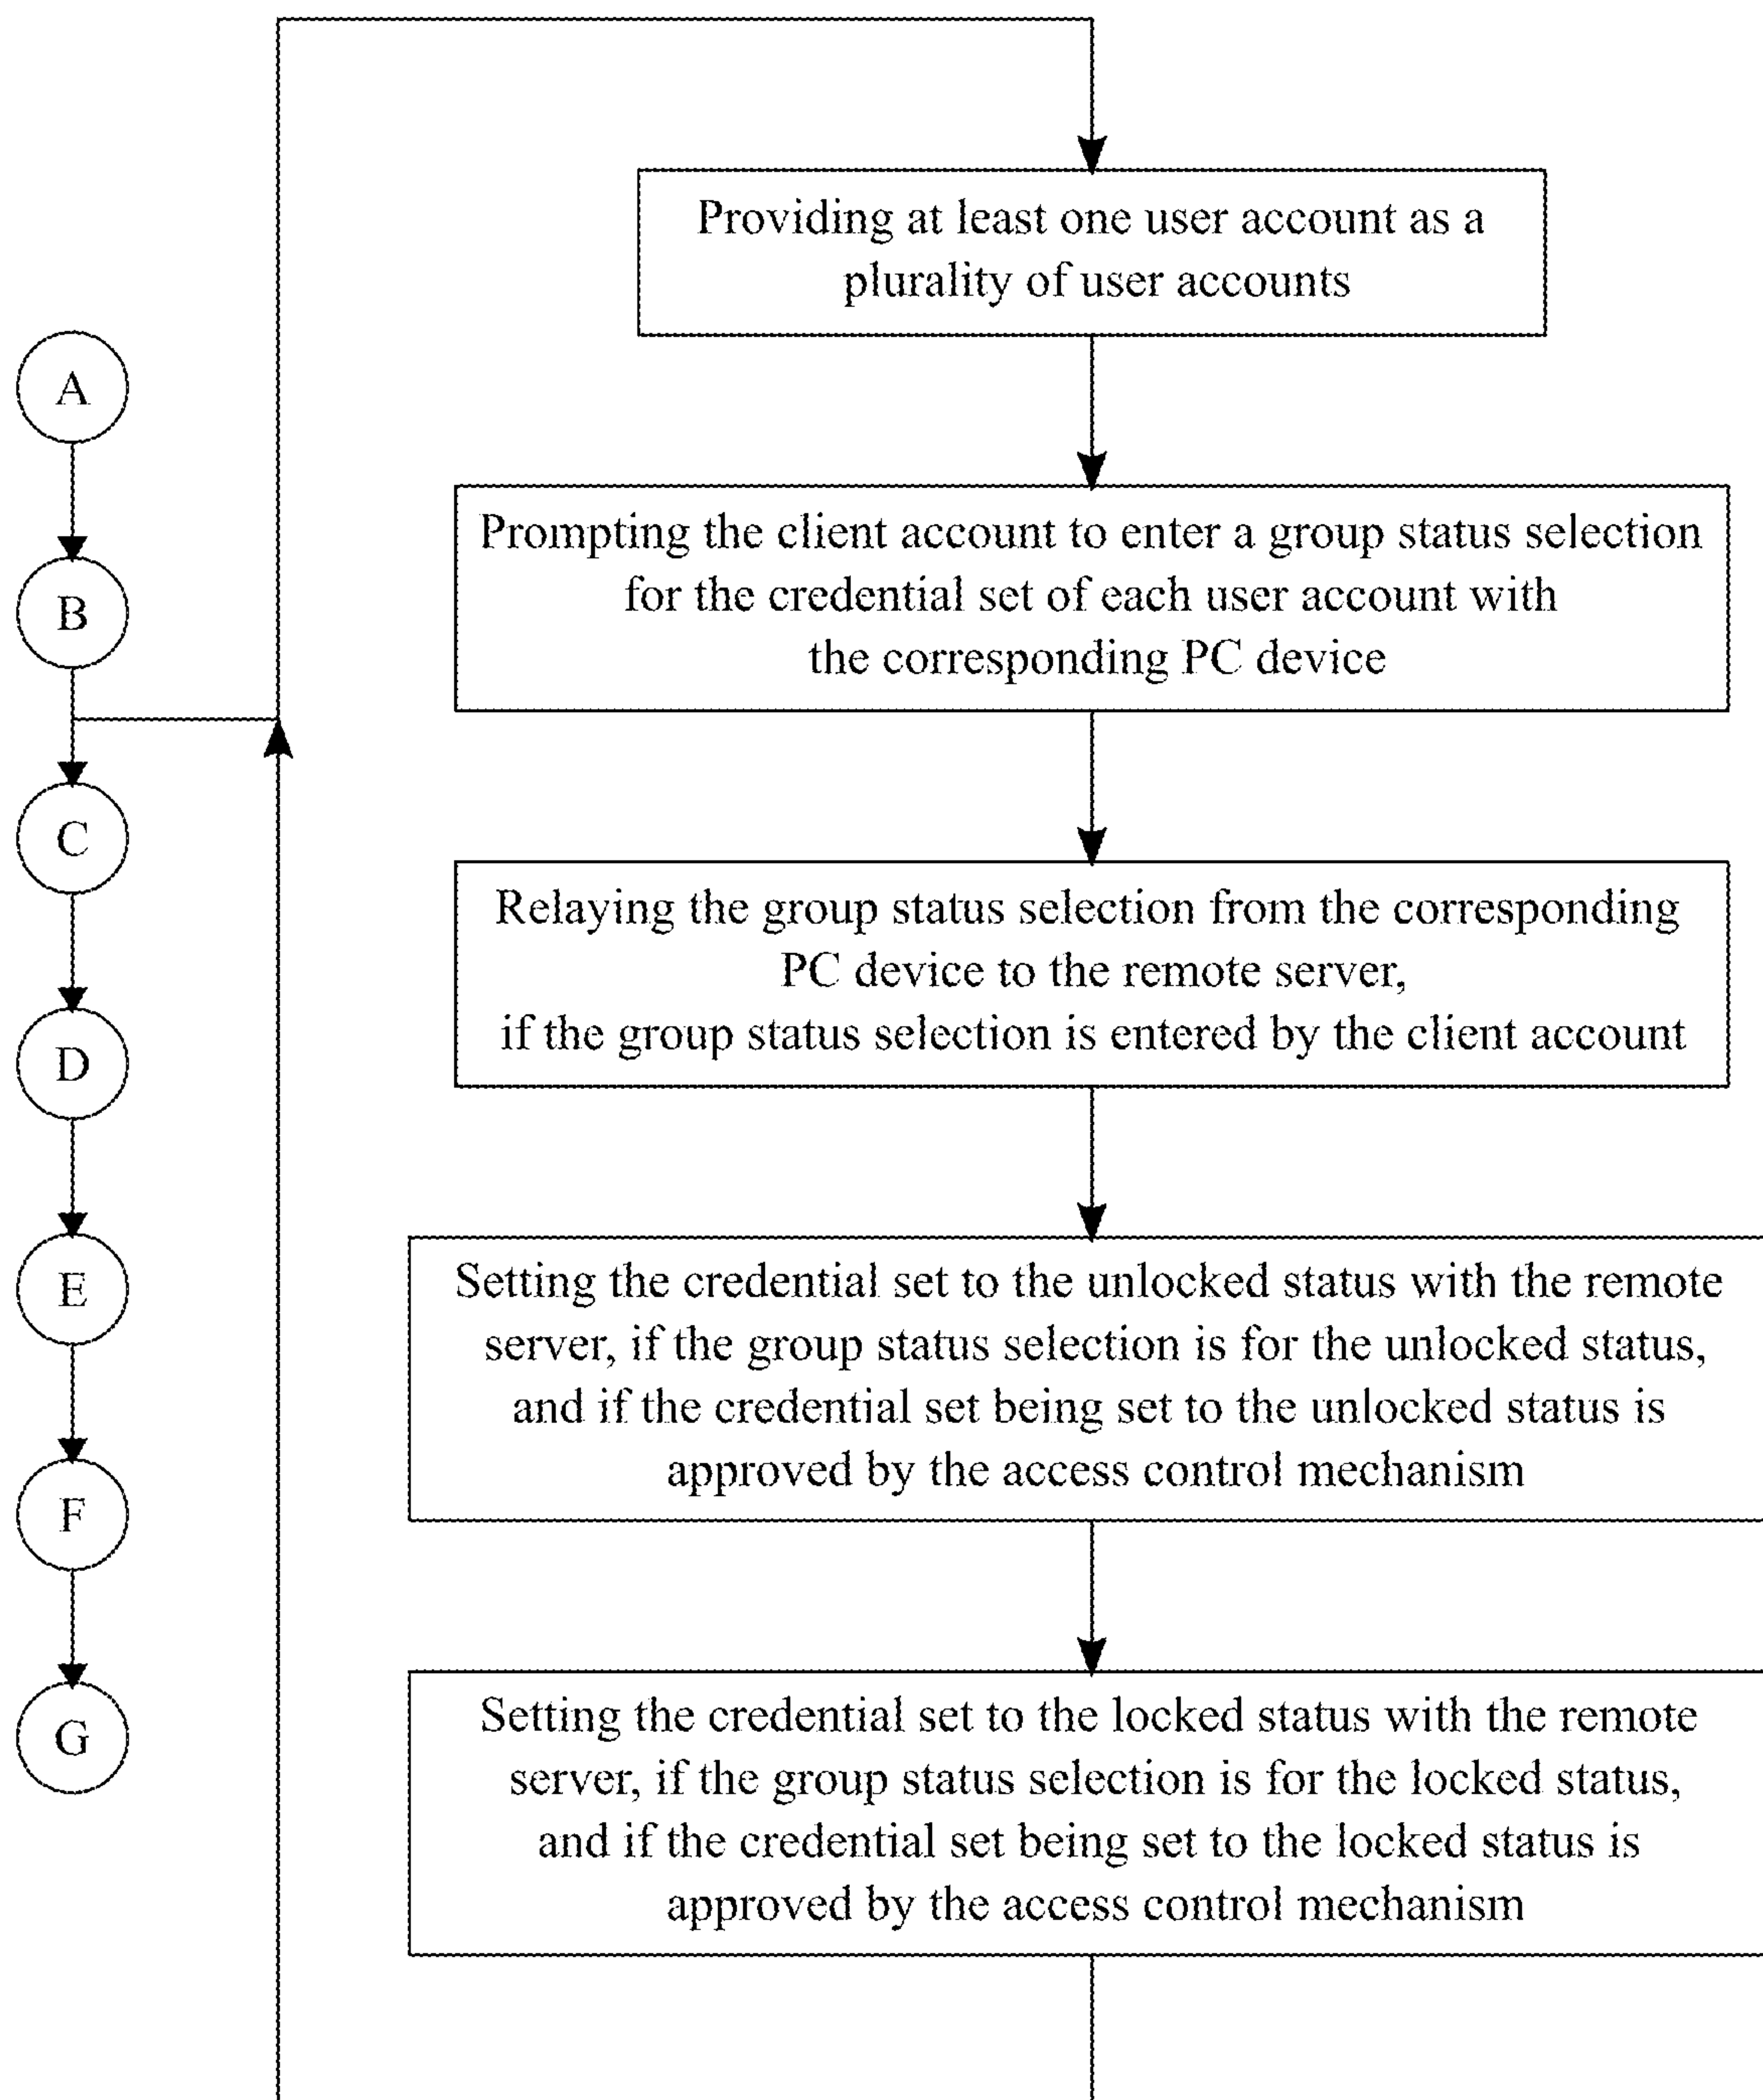 A
B
C
D
E
F
G
Providing at least one user account as a
plurality of user accounts
Prompting the client account to enter a group status selection
for the credential set of each user account with
the corresponding PC device
Relaying the group status selection from the corresponding
PC device to the remote server,
if the group status selection is entered by the client account
Setting the credential set to the unlocked status with the remote
server, if the group status selection is for the unlocked status,
and if the credential set being set to the unlocked status is
approved by the access control mechanism
Setting the credential set to the locked status with the remote
server, if the group status selection is for the locked status,
and if the credential set being set to the locked status is
approved by the access control mechanism